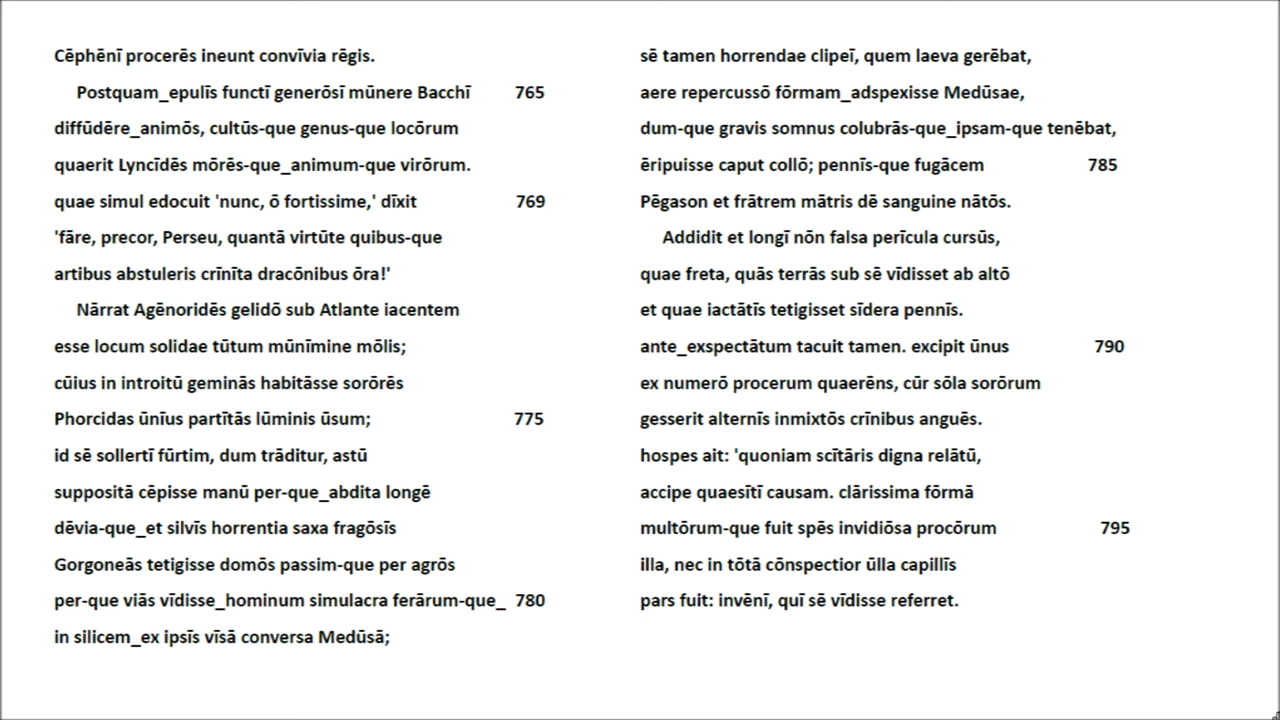 Cēphēnī procerēs ineunt convīvia rēgis.
Postquam_epulīs functī generōsī mūnere Bacchī 765
diffūdēre_animōs, cultūs-que genus-que locōrum
quaerit Lyncīdēs mōrēs-que_animum-que virōrum.
quae simul edocuit 'nunc, ō fortissime,' dīxit 769
'fāre, precor, Perseu, quantā virtūte quibus-que
artibus abstuleris crīnīta dracōnibus ōra!'
Nārrat Agēnoridēs gelidō sub Atlante iacentem
esse locum solidae tūtum mūnīmine mōlis;
cūius in introitū geminās habitāsse sorōrēs
Phorcidas ūnīus partītās lūminis ūsum; 775
id sē sollertī fūrtim, dum trāditur, astū
suppositā cēpisse manū per-que_abdita longē
dēvia-que_et silvīs horrentia saxa fragōsīs
Gorgoneās tetigisse domōs passim-que per agrōs
per-que viās vīdisse_hominum simulacra ferārum-que_ 780
in silicem_ex ipsīs vīsā conversa Medūsā;
sē tamen horrendae clipeī, quem laeva gerēbat,
aere repercussō fōrmam_adspexisse Medūsae,
dum-que gravis somnus colubrās-que_ipsam-que tenēbat,
ēripuisse caput collō; pennīs-que fugācem 785
Pēgason et frātrem mātris dē sanguine nātōs.
Addidit et longī nōn falsa perīcula cursūs,
quae freta, quās terrās sub sē vīdisset ab altō
et quae iactātīs tetigisset sīdera pennīs.
ante_exspectātum tacuit tamen. excipit ūnus 790
ex numerō procerum quaerēns, cūr sōla sorōrum
gesserit alternīs inmixtōs crīnibus anguēs.
hospes ait: 'quoniam scītāris digna relātū,
accipe quaesītī causam. clārissima fōrmā
multōrum-que fuit spēs invidiōsa procōrum 795
illa, nec in tōtā cōnspectior ūlla capillīs
pars fuit: invēnī, quī sē vīdisse referret.